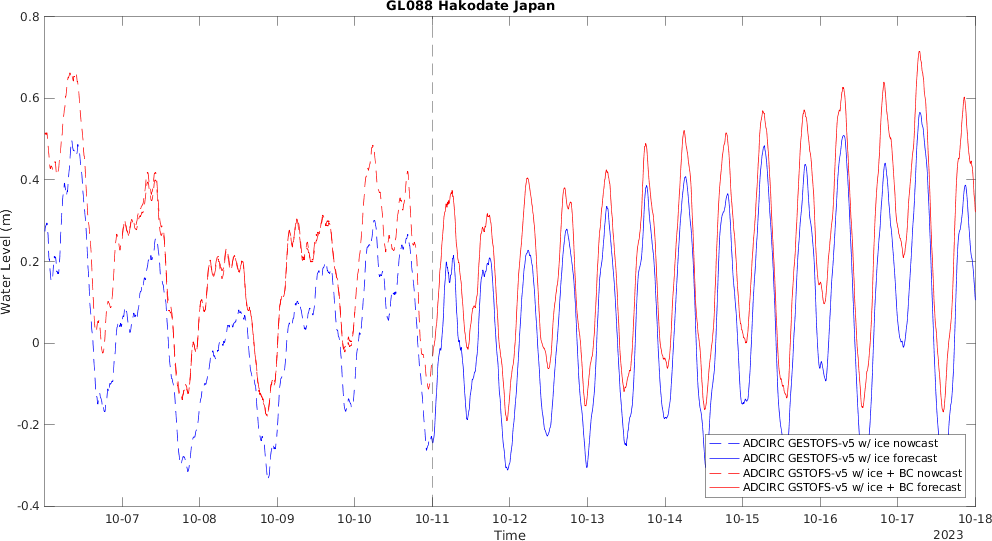 GL088 Hakodate Japan
Water Level (m)
0.8
0.6
0.4
0.2
0
-0.2
-0.4
ADCIRC GESTOFS-v5 w/ ice nowcast
ADCIRC GESTOFS-v5 w/ ice forecast
ADCIRC GSTOFS-v5 w/ ice + BC nowcast
ADCIRC GSTOFS-v5 w/ ice + BC forecast
10-07 10-08 10-09 10-10 10-11 10-12 10-13 10-14 10-15 10-16 10-17 10-18
Time
2023